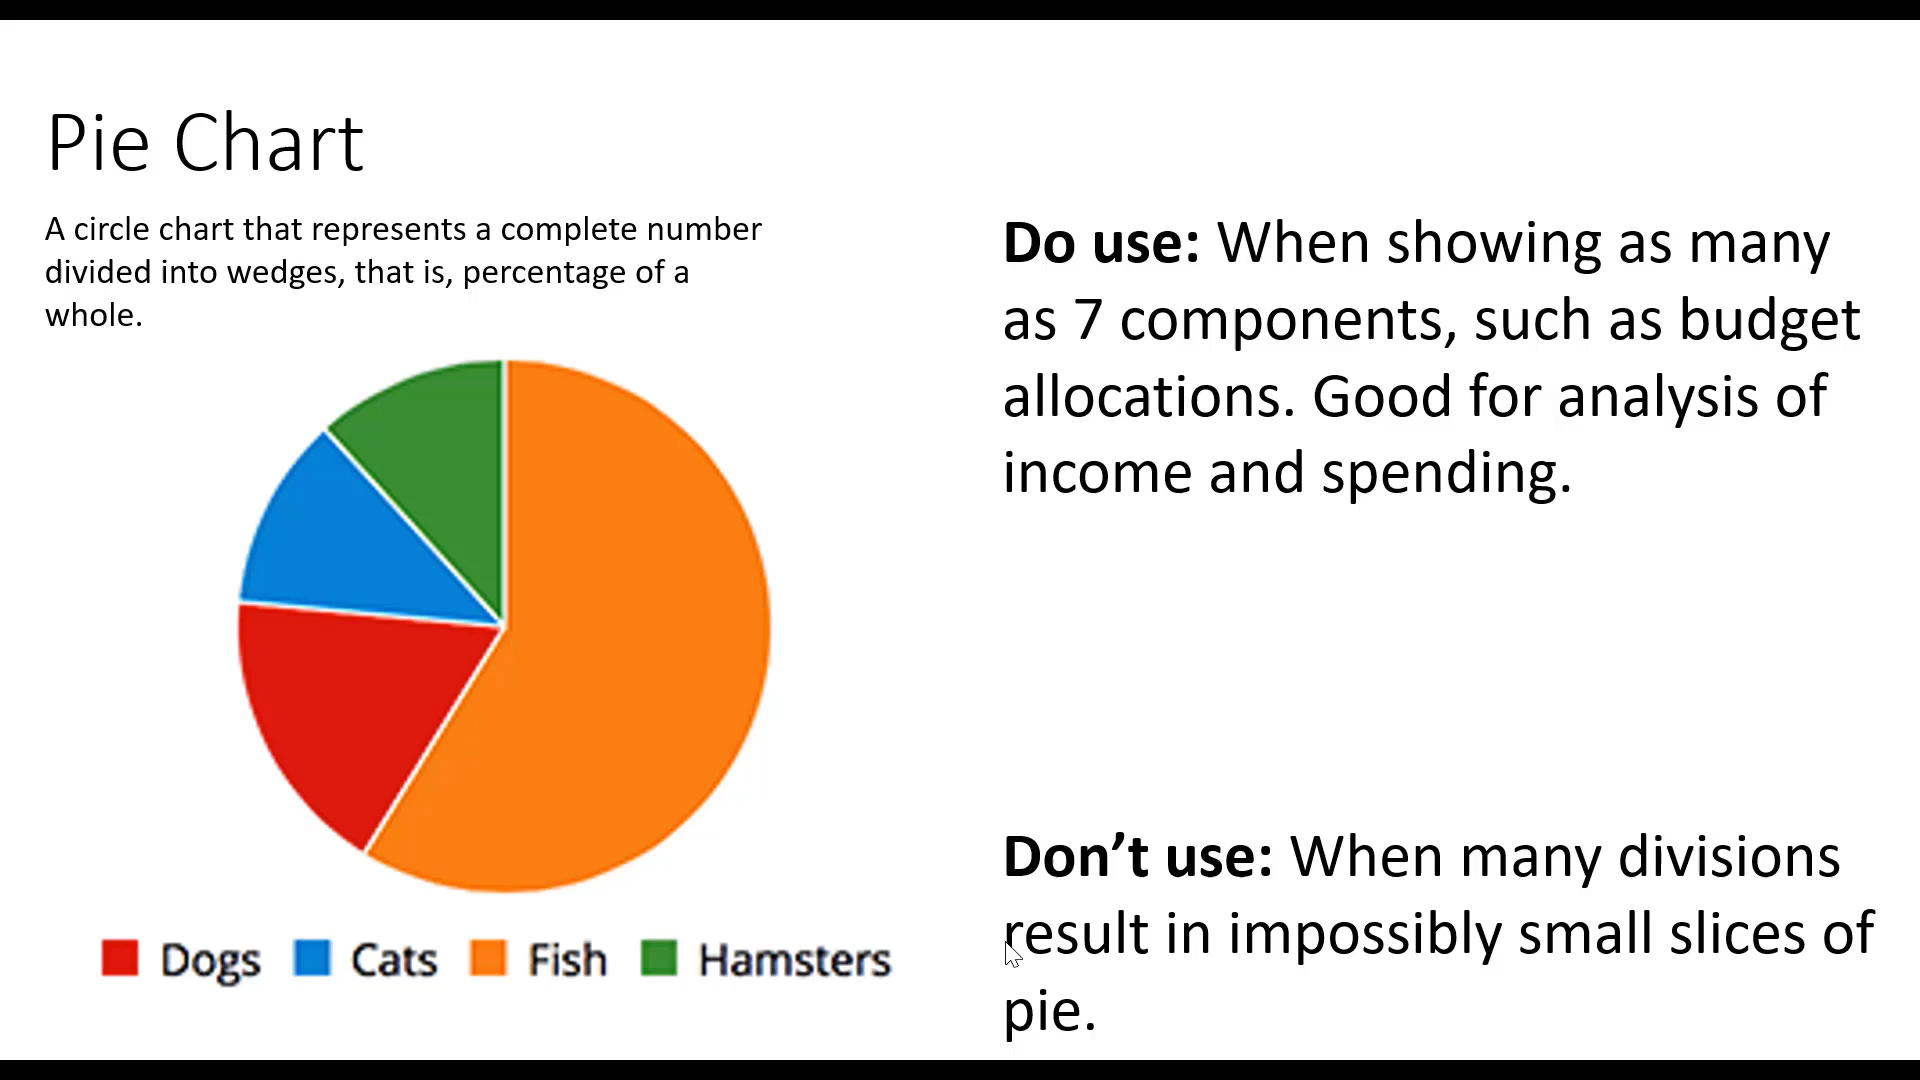 Pie Chart
A circle chart that represents a complete number
divided into wedges, that is, percentage of a
whole.
Dogs Cats Fish Hamsters
Do use: When showing as many
as 7 components, such as budget
allocations. Good for analysis of
income and spending.
Don’t use: When many divisions
result in impossibly small slices of
pie.